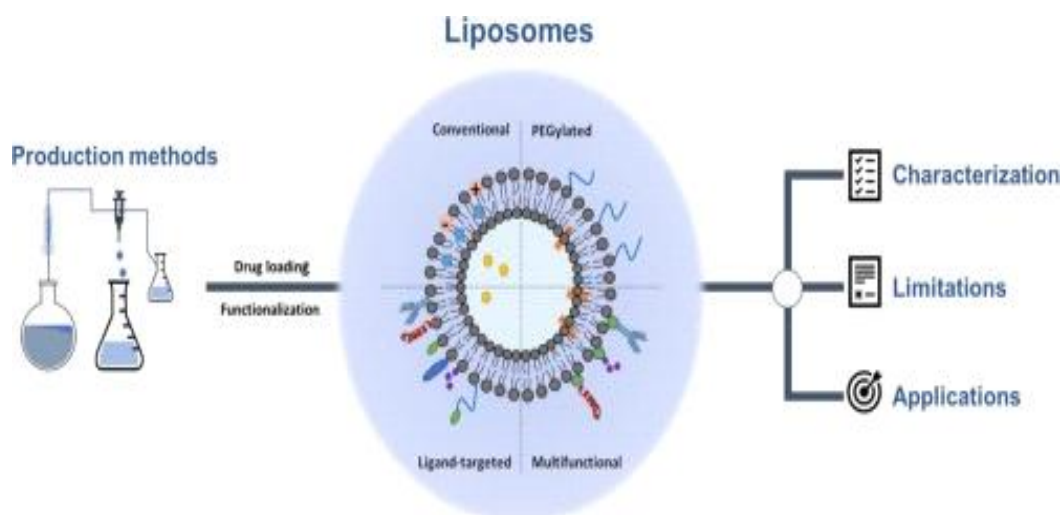 Liposomes
Production methods
Drug loading
Functionalization
Conventional
PEGylated
Ligand-targeted
Multifunctional
Characterization
Limitations
Applications